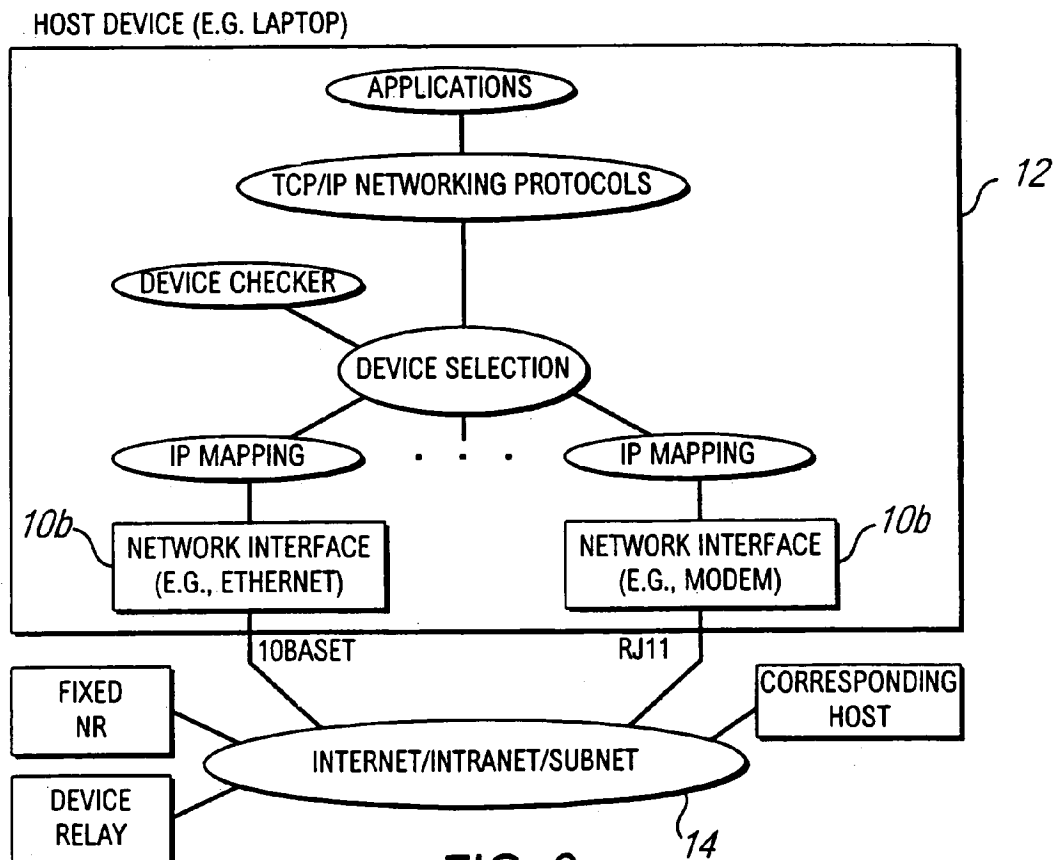 HOST DEVICE (E.G. LAPTOP)
APPLICATIONS
TCP/IP NETWORKING PROTOCOLS
12
DEVICE CHECKER
DEVICE SELECTION
IP MAPPING
. . .
IP MAPPING
10b
NETWORK INTERFACE
(E.G., ETHERNET)
NETWORK INTERFACE
(E.G., MODEM)
10b
10BASET
RJ11
FIXED
NR
CORRESPONDING
HOST
INTERNET/INTRANET/SUBNET
DEVICE
RELAY
14